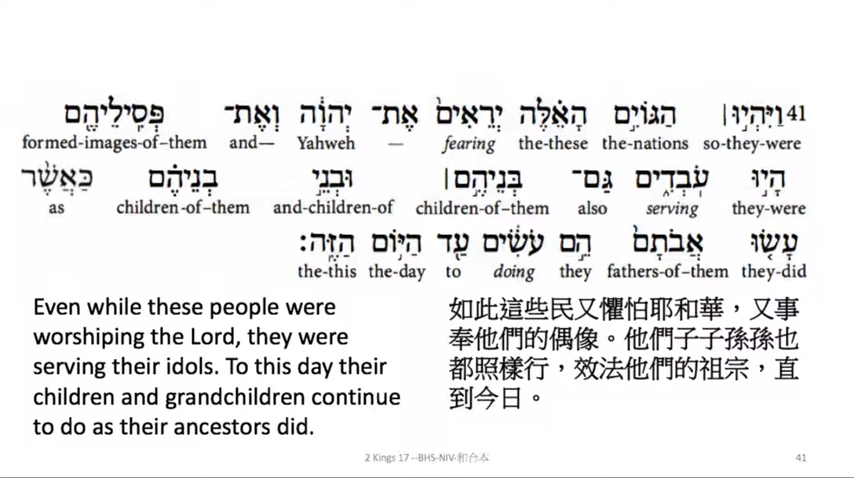 41 וַיִּהְי֣וּ׀ הַגּוֹיִ֣ם הָאֵ֗לֶּה יְרֵאִים֙ אֶת־ יְהוָ֔ה וְאֶת־ פְּסִֽילֵיהֶ֖ם
formed-images-of–them and— Yahweh — fearing the-these the-nations so-they-were
הָי֣וּ עֹֽבְדִ֑ים גַּם־ בְּנֵיהֶ֣ם׀ וּבְנֵ֣י בְנֵיהֶ֗ם כַּאֲשֶׁ֨ר
as children-of–them and-children-of children-of–them also serving they-were
עָשׂ֤וּ אֲבֹתָם֙ הֵ֣ם עֹשִׂ֔ים עַ֖ד הַיּ֥וֹם הַזֶּֽה׃
the-this the-day to doing they fathers-of–them they-did
Even while these people were
worshiping the Lord, they were
serving their idols. To this day their
children and grandchildren continue
to do as their ancestors did.
如此這些民又懼怕耶和華，又事
奉他們的偶像。他們子子孫孫也
都照樣行，效法他們的祖宗，直
到今日。
2 Kings 17 --BHS-NIV-和合本
41